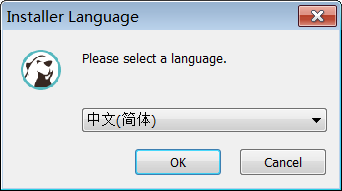 Installer Language
Please select a language.
中文(简体)
OK
Cancel